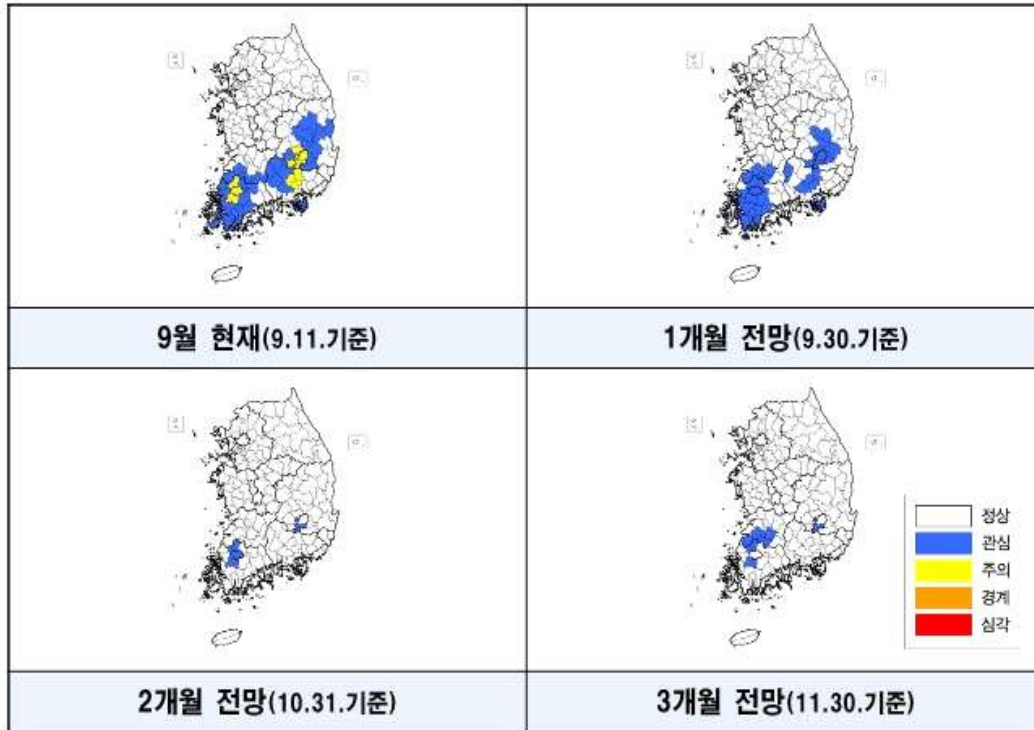 9월 현재(9.11.기준)
1개월 전망(9.30.기준)
정상
관심
주의
경계
심각
2개월 전망(10.31.기준)
3개월 전망(11.30.기준)